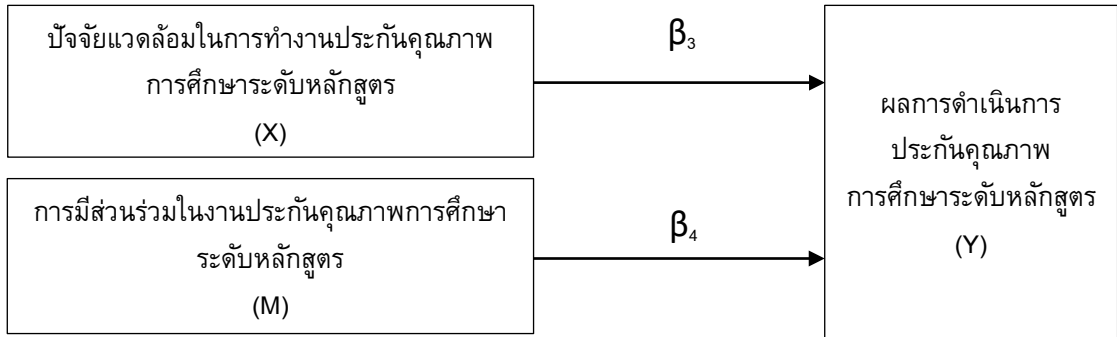 ปัจจัยแวดล้อมในการทำงานประกันคุณภาพ
การศึกษาระดับหลักสูตร
(X)
β₃
การมีส่วนร่วมในงานประกันคุณภาพการศึกษา
ระดับหลักสูตร
(M)
β₄
ผลการดำเนินการ
ประกันคุณภาพ
การศึกษาระดับหลักสูตร
(Y)